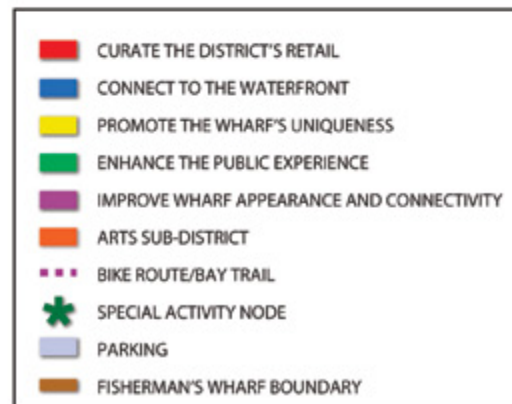 CURATE THE DISTRICT'S RETAIL
CONNECT TO THE WATERFRONT
PROMOTE THE WHARF'S UNIQUENESS
ENHANCE THE PUBLIC EXPERIENCE
IMPROVE WHARF APPEARANCE AND CONNECTIVITY
ARTS SUB-DISTRICT
BIKE ROUTE/BAY TRAIL
SPECIAL ACTIVITY NODE
PARKING
FISHERMAN'S WHARF BOUNDARY